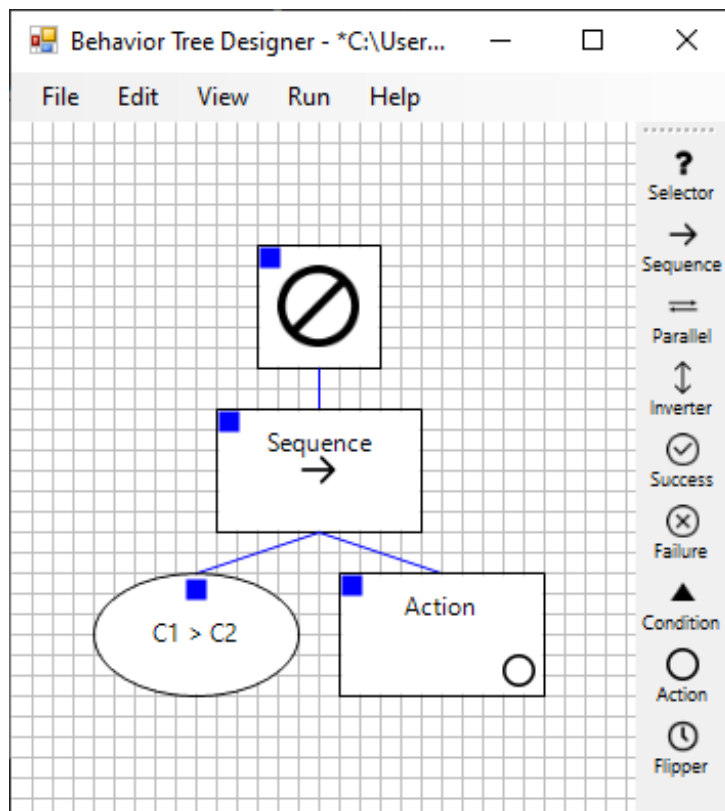 Behavior Tree Designer - *C:\User...
File Edit View Run Help
?
Selector
Sequence
Parallel
Inverter
Success
Failure
Condition
Action
Flipper
Sequence
C1 > C2
Action